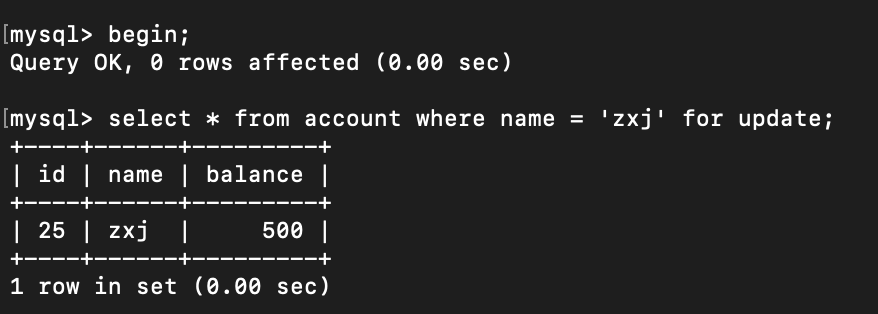 [mysql> begin;
Query OK, 0 rows affected (0.00 sec)
[mysql> select * from account where name = 'zxj' for update;
+----+------+---------+
| id | name | balance |
+----+------+---------+
| 25 | zxj  |     500 |
+----+------+---------+
1 row in set (0.00 sec)